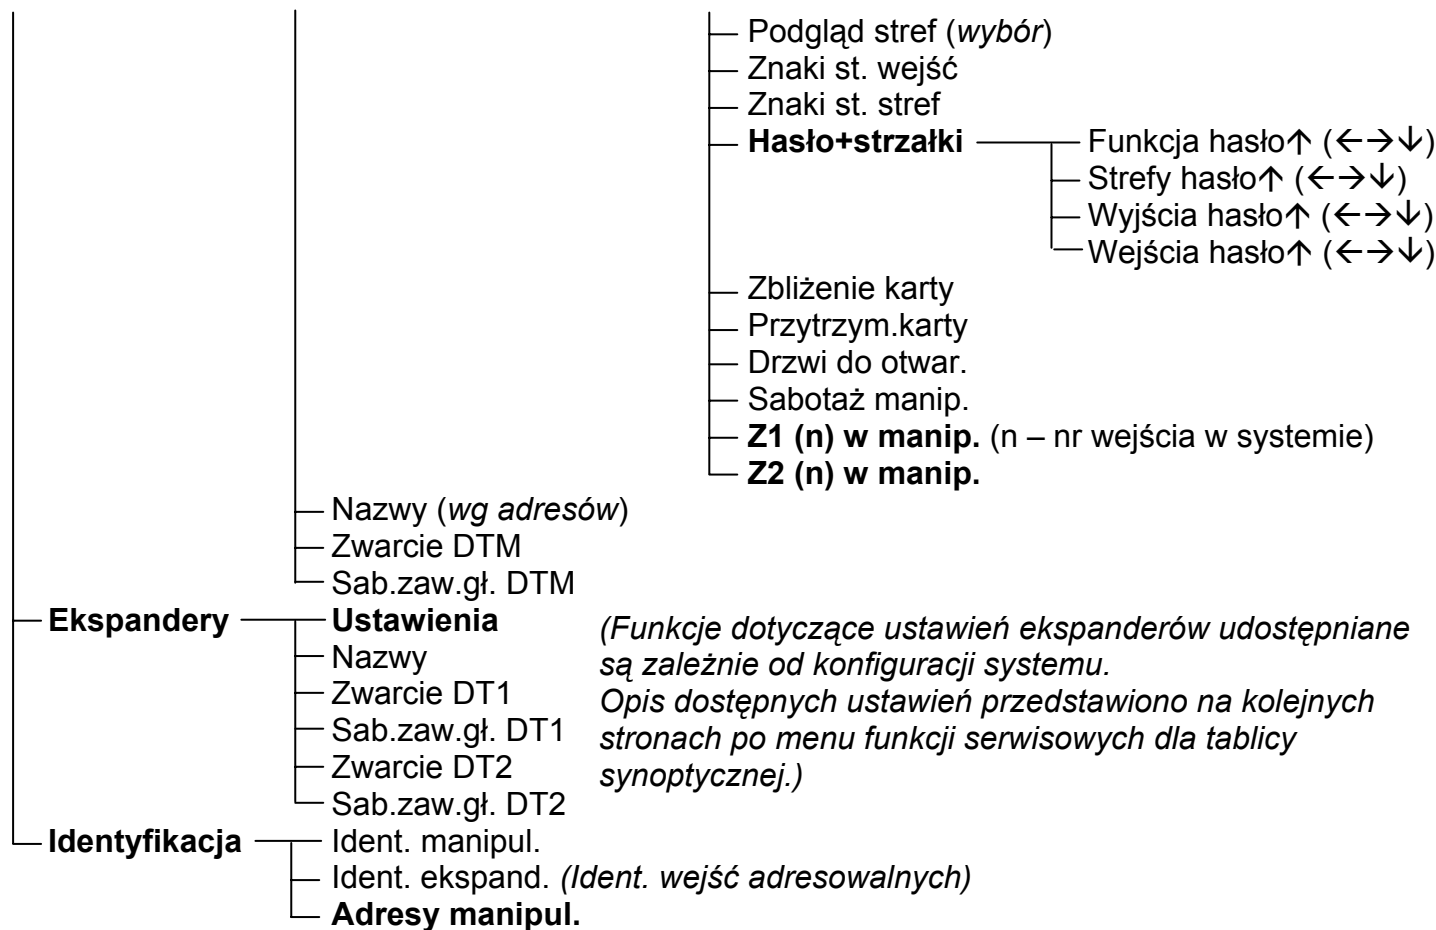 Podgląd stref (wybór)
Znaki st. wejść
Znaki st. stref
Hasło+strzałki
Funkcja hasło↑ (←→↓)
Strefy hasło↑ (←→↓)
Wyjścia hasło↑ (←→↓)
Wejścia hasło↑ (←→↓)
Zbliżenie karty
Przytrzym.karty
Drzwi do otwar.
Sabotaż manip.
Z1 (n) w manip. (n – nr wejścia w systemie)
Z2 (n) w manip.
Nazwy (wg adresów)
Zwarcie DTM
Sab.zaw.gł. DTM
Ekspandery
Ustawienia
Nazwy
Zwarcie DT1
Sab.zaw.gł. DT1
Zwarcie DT2
Sab.zaw.gł. DT2
(Funkcje dotyczące ustawień ekspanderów udostępniane
są zależnie od konfiguracji systemu.
Opis dostępnych ustawień przedstawiono na kolejnych
stronach po menu funkcji serwisowych dla tablicy
synoptycznej.)
Identyfikacja
Ident. manipul.
Ident. ekspand. (Ident. wejść adresowalnych)
Adresy manipul.